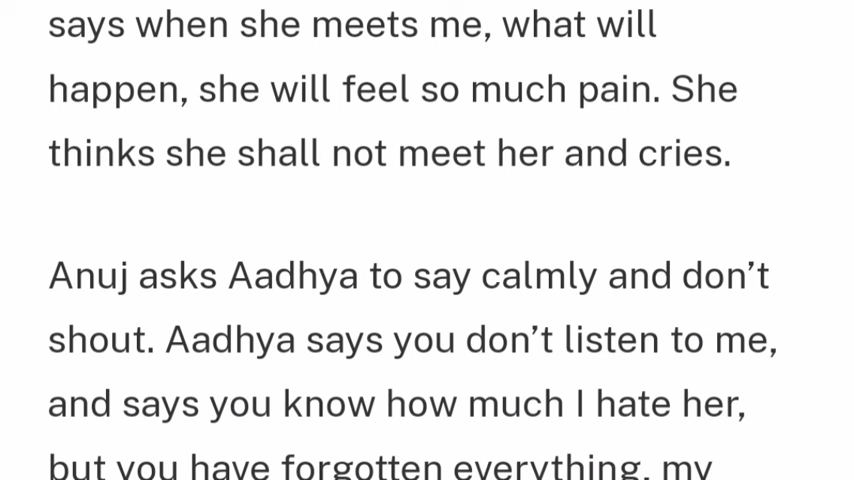 says when she meets me, what will
happen, she will feel so much pain. She
thinks she shall not meet her and cries.
Anuj asks Aadhya to say calmly and don’t
shout. Aadhya says you don’t listen to me,
and says you know how much I hate her,
but you have forgotten everything, my